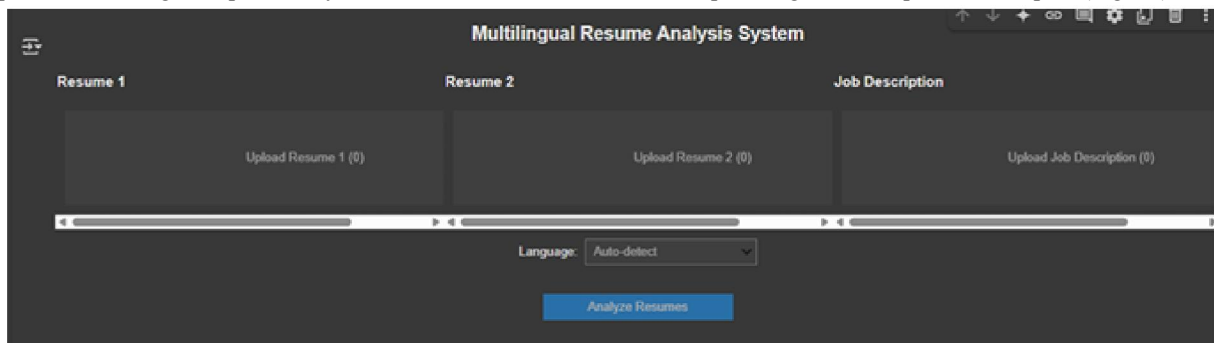 Multilingual Resume Analysis System
Resume 1
Resume 2
Job Description
Upload Resume 1 (0)
Upload Resume 2 (0)
Upload Job Description (0)
Language: Auto-detect
Analyze Resumes